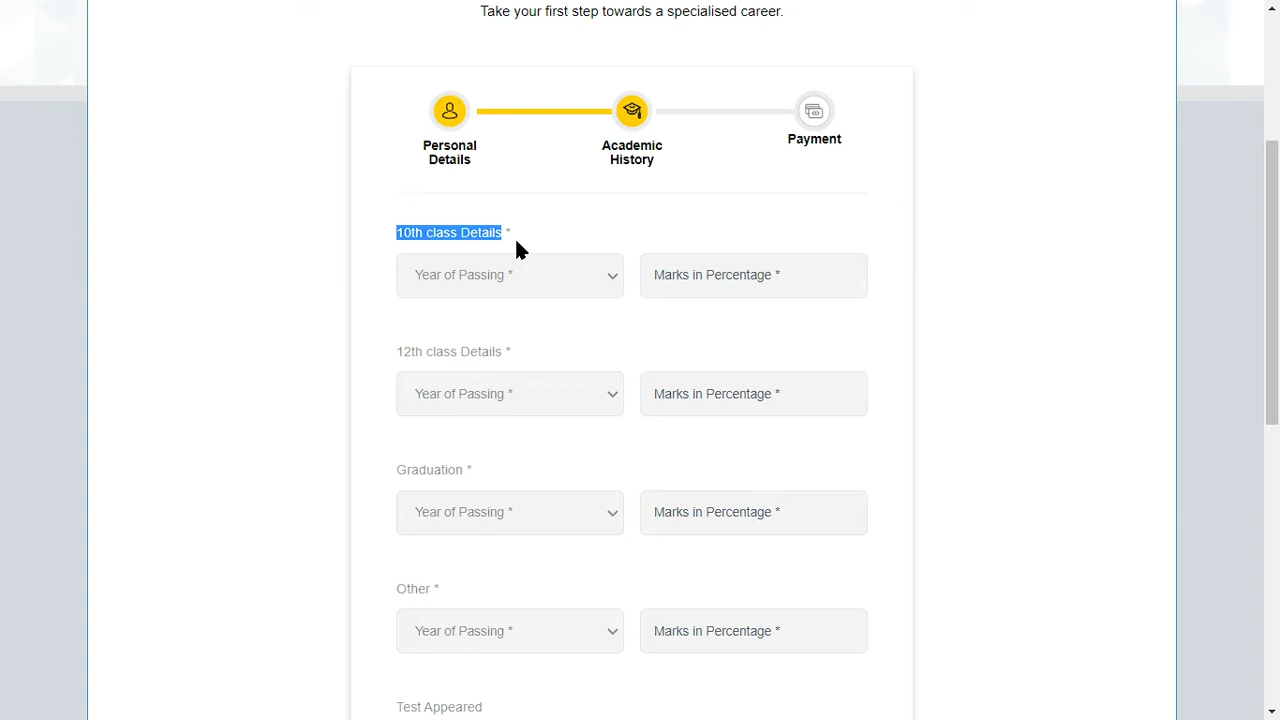 Take your first step towards a specialised career.
Personal
Details
Academic
History
Payment
10th class Details *
Year of Passing *
Marks in Percentage *
12th class Details *
Year of Passing *
Marks in Percentage *
Graduation *
Year of Passing *
Marks in Percentage *
Other *
Year of Passing *
Marks in Percentage *
Test Appeared